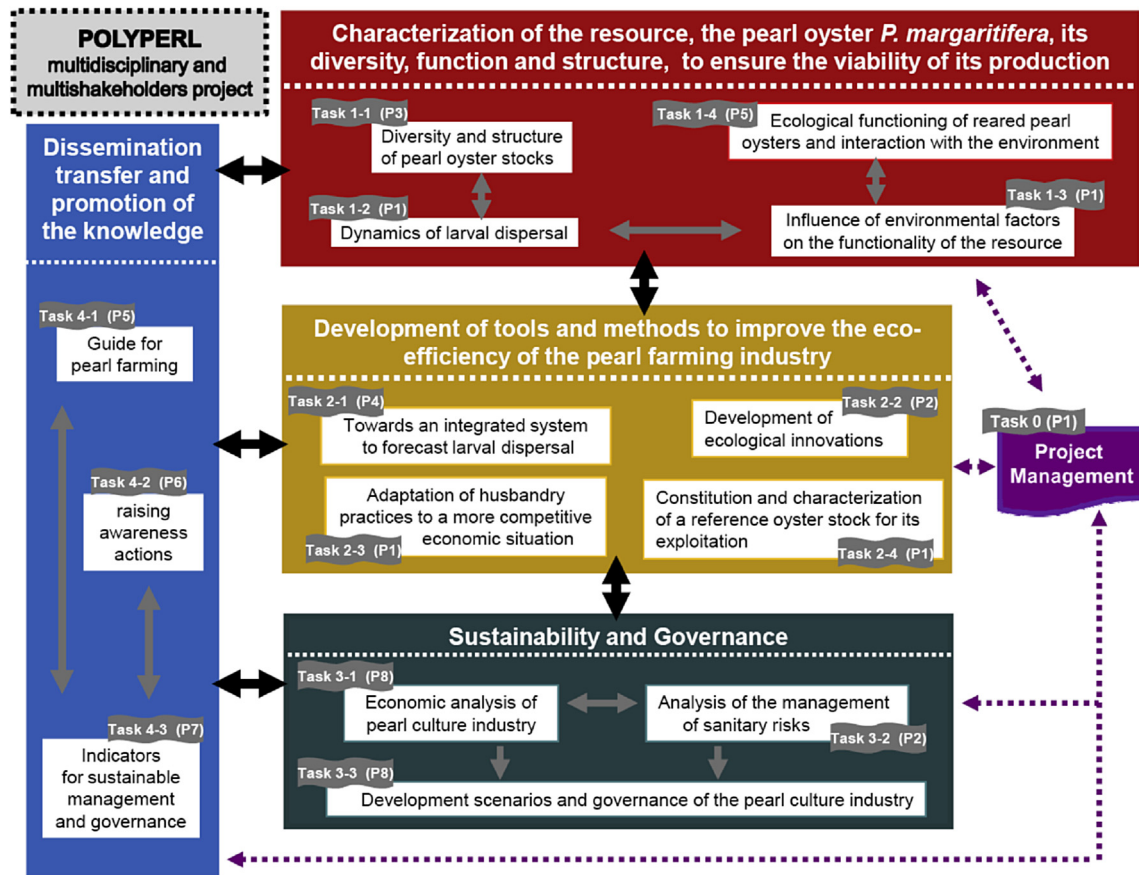 POLYPERL
multidisciplinary and
multishakeholders project
Characterization of the resource, the pearl oyster P. margaritifera, its
diversity, function and structure, to ensure the viability of its production
Task 1-1 (P3)
Diversity and structure
of pearl oyster stocks
Task 1-4 (P5)
Ecological functioning of reared pearl
oysters and interaction with the environment
Task 1-2 (P1)
Dynamics of larval dispersal
Task 1-3 (P1)
Influence of environmental factors
on the functionality of the resource
Dissemination
transfer and
promotion of
the knowledge
Task 4-1 (P5)
Guide for
pearl farming
Task 4-2 (P6)
raising
awareness
actions
Task 4-3 (P7)
Indicators
for sustainable
management
and governance
Development of tools and methods to improve the eco-
efficiency of the pearl farming industry
Task 2-1 (P4)
Towards an integrated system
to forecast larval dispersal
Task 2-2 (P2)
Development of
ecological innovations
Adaptation of husbandry
practices to a more competitive
economic situation
Task 2-3 (P1)
Constitution and characterization
of a reference oyster stock for its
exploitation
Task 2-4 (P1)
Task 0 (P1)
Project
Management
Sustainability and Governance
Task 3-1 (P8)
Economic analysis of
pearl culture industry
Analysis of the management
of sanitary risks
Task 3-2 (P2)
Task 3-3 (P8)
Development scenarios and governance of the pearl culture industry